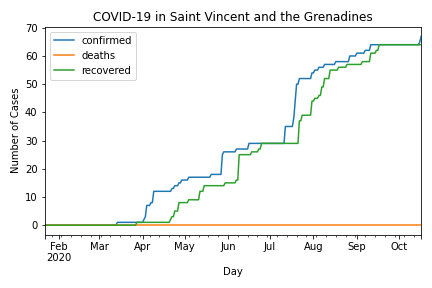 COVID-19 in Saint Vincent and the Grenadines
confirmed
deaths
recovered
Number of Cases
70
60
50
40
30
20
10
0
Feb Mar Apr May Jun Jul Aug Sep Oct
2020
Day